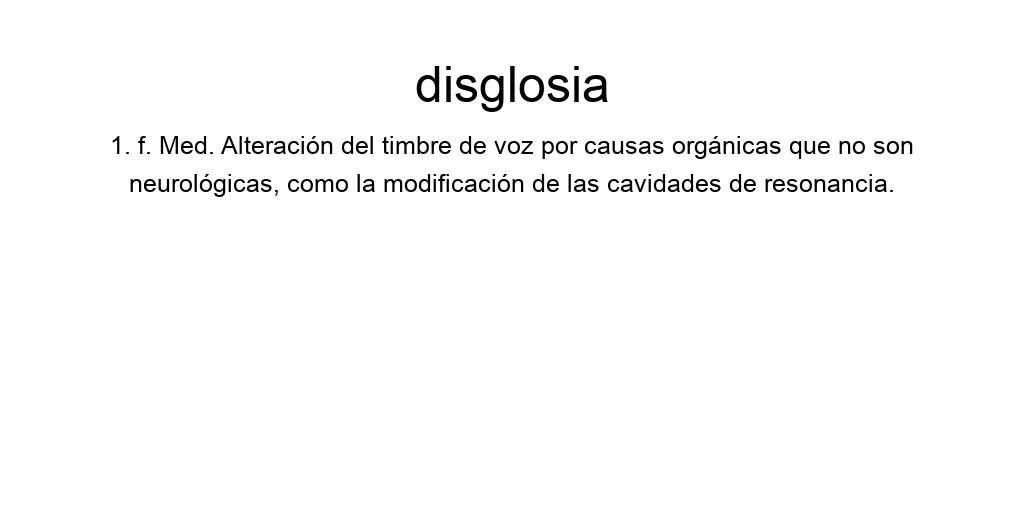 disglosia
1. f. Med. Alteración del timbre de voz por causas orgánicas que no son
neurológicas, como la modificación de las cavidades de resonancia.